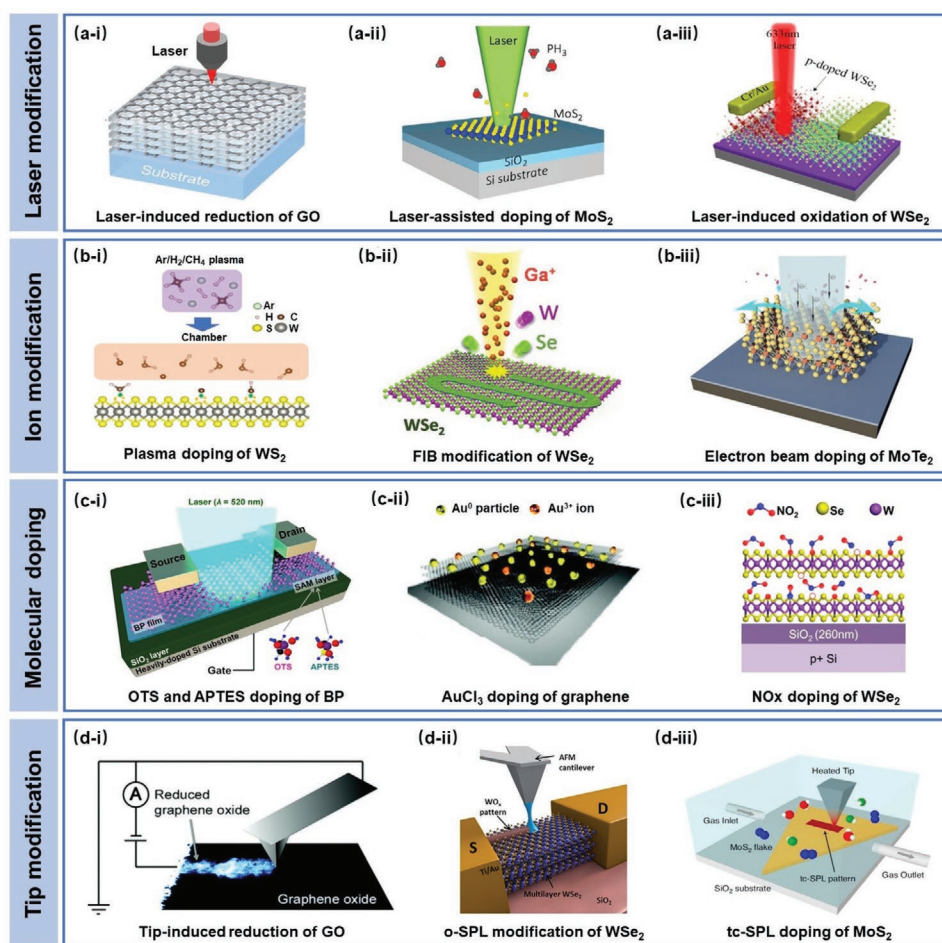 Laser modification
(a-i)
Laser
Substrate
Laser-induced reduction of GO
(a-ii)
Laser
PH₃
MoS₂
SiO₂
Si substrate
Laser-assisted doping of MoS₂
(a-iii)
633nm
laser
p-doped WSe₂
Cr/Au
Laser-induced oxidation of WSe₂
Ion modification
(b-i)
Ar/H₂/CH₄ plasma
Ar
H C
S W
Chamber
Plasma doping of WS₂
(b-ii)
Ga⁺
W
Se
WSe₂
FIB modification of WSe₂
(b-iii)
Electron beam doping of MoTe₂
Molecular doping
(c-i)
Laser (λ = 520 nm)
Source
Drain
SAM layer
BP film
SiO₂ layer
Heavily-doped Si substrate
Gate
OTS
APTES
OTS and APTES doping of BP
(c-ii)
Au⁰ particle
Au³⁺ ion
AuCl₃ doping of graphene
(c-iii)
NO₂
Se
W
SiO₂ (260nm)
p+ Si
NOx doping of WSe₂
Tip modification
(d-i)
A
Reduced
graphene oxide
Graphene oxide
Tip-induced reduction of GO
(d-ii)
AFM
cantilever
WOₓ
pattern
S
D
Ti/Au
Multilayer WSe₂
SiO₂
o-SPL modification of WSe₂
(d-iii)
Heated Tip
Gas Inlet
MoS₂ flake
tc-SPL pattern
SiO₂ substrate
Gas Outlet
tc-SPL doping of MoS₂